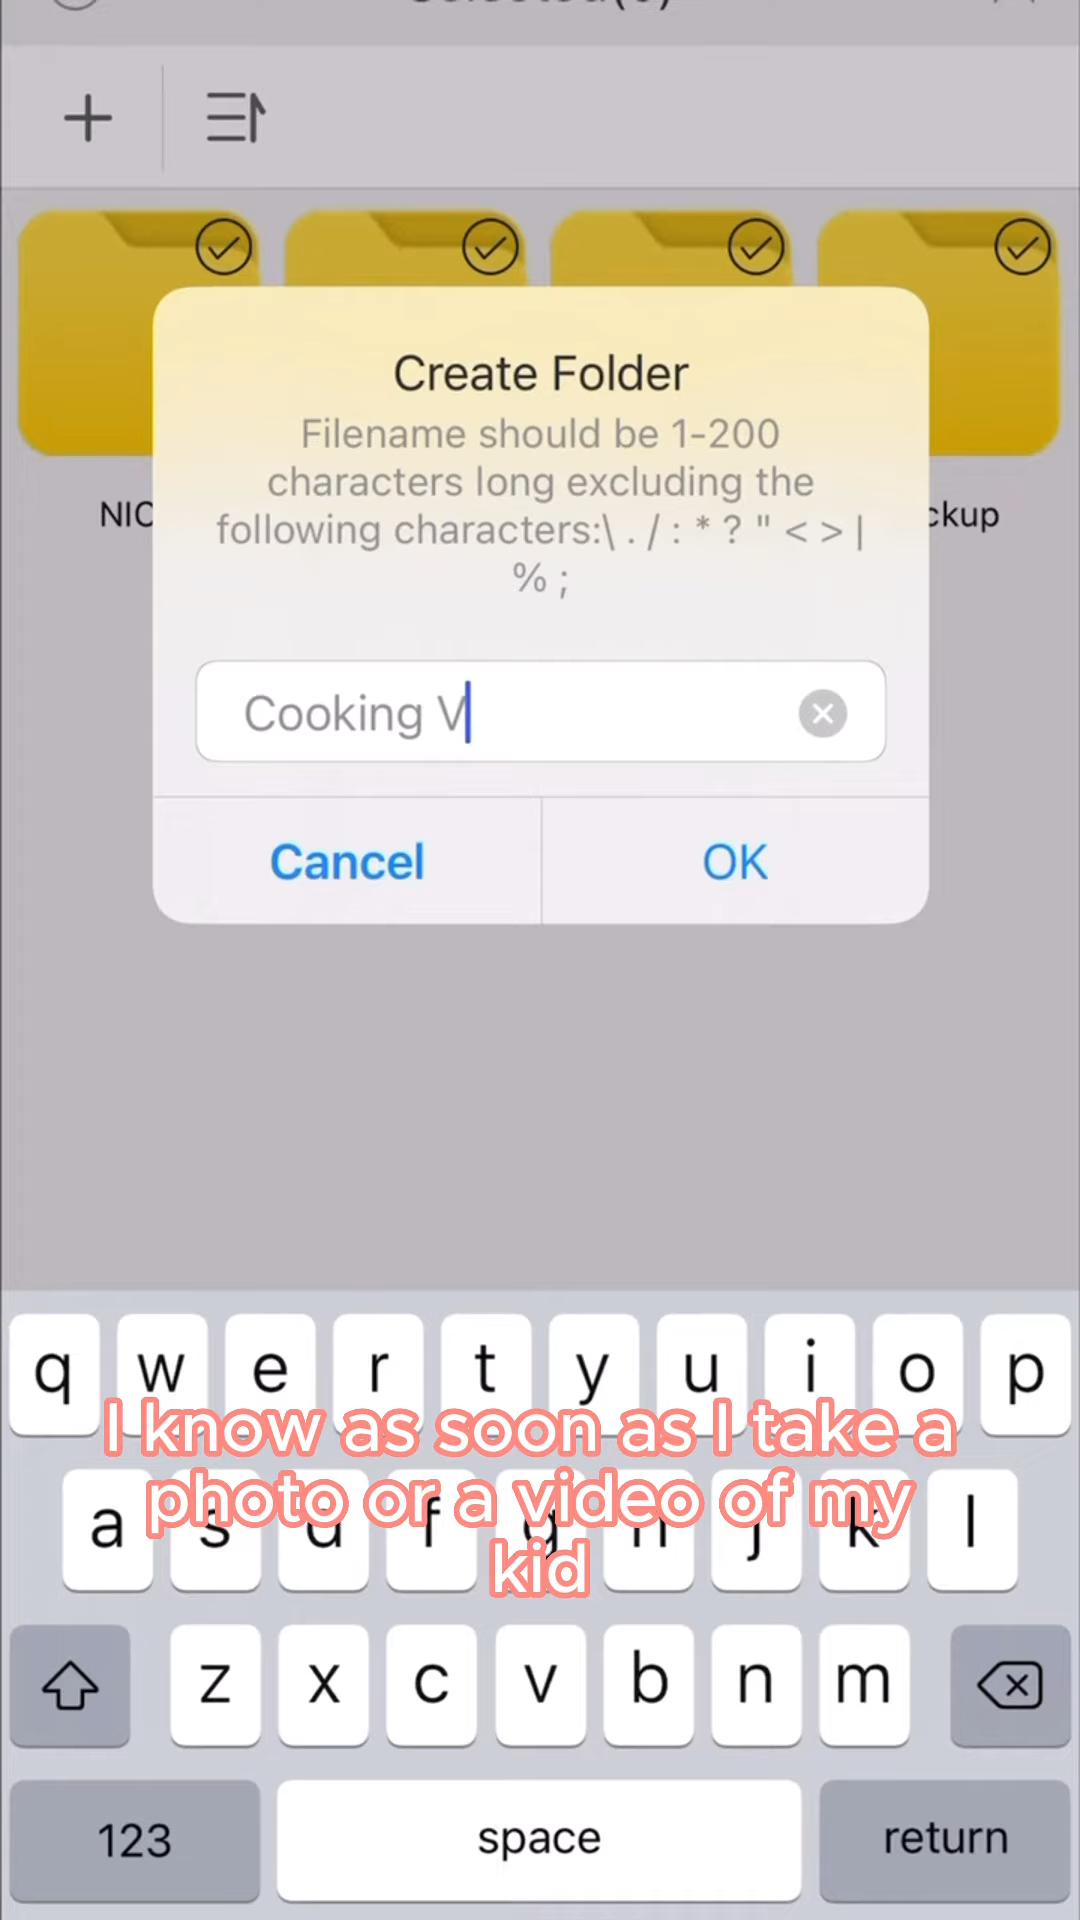 NIC
ckup
Create Folder
Filename should be 1-200
characters long excluding the
following characters:\ . / : * ? " < > |
% ;
Cooking V
Cancel
OK
q w e r t y u i o p
I know as soon as I take a
photo or a video of my
kid
a s d f g h j k l
z x c v b n m
123
space
return